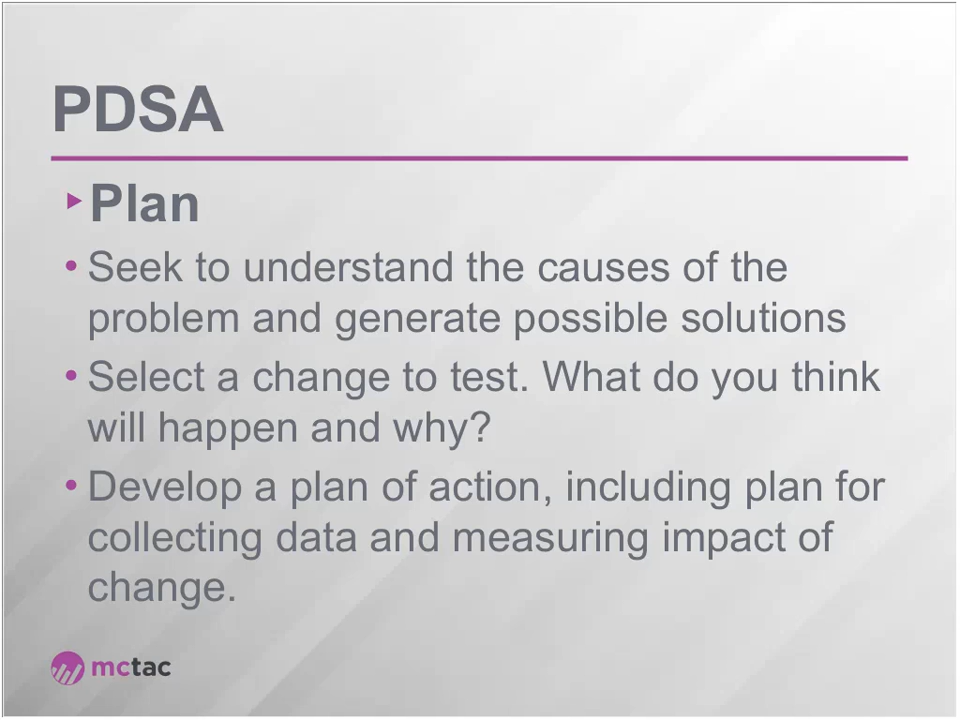 PDSA
Plan
• Seek to understand the causes of the
problem and generate possible solutions
• Select a change to test. What do you think
will happen and why?
• Develop a plan of action, including plan for
collecting data and measuring impact of
change.
mctac